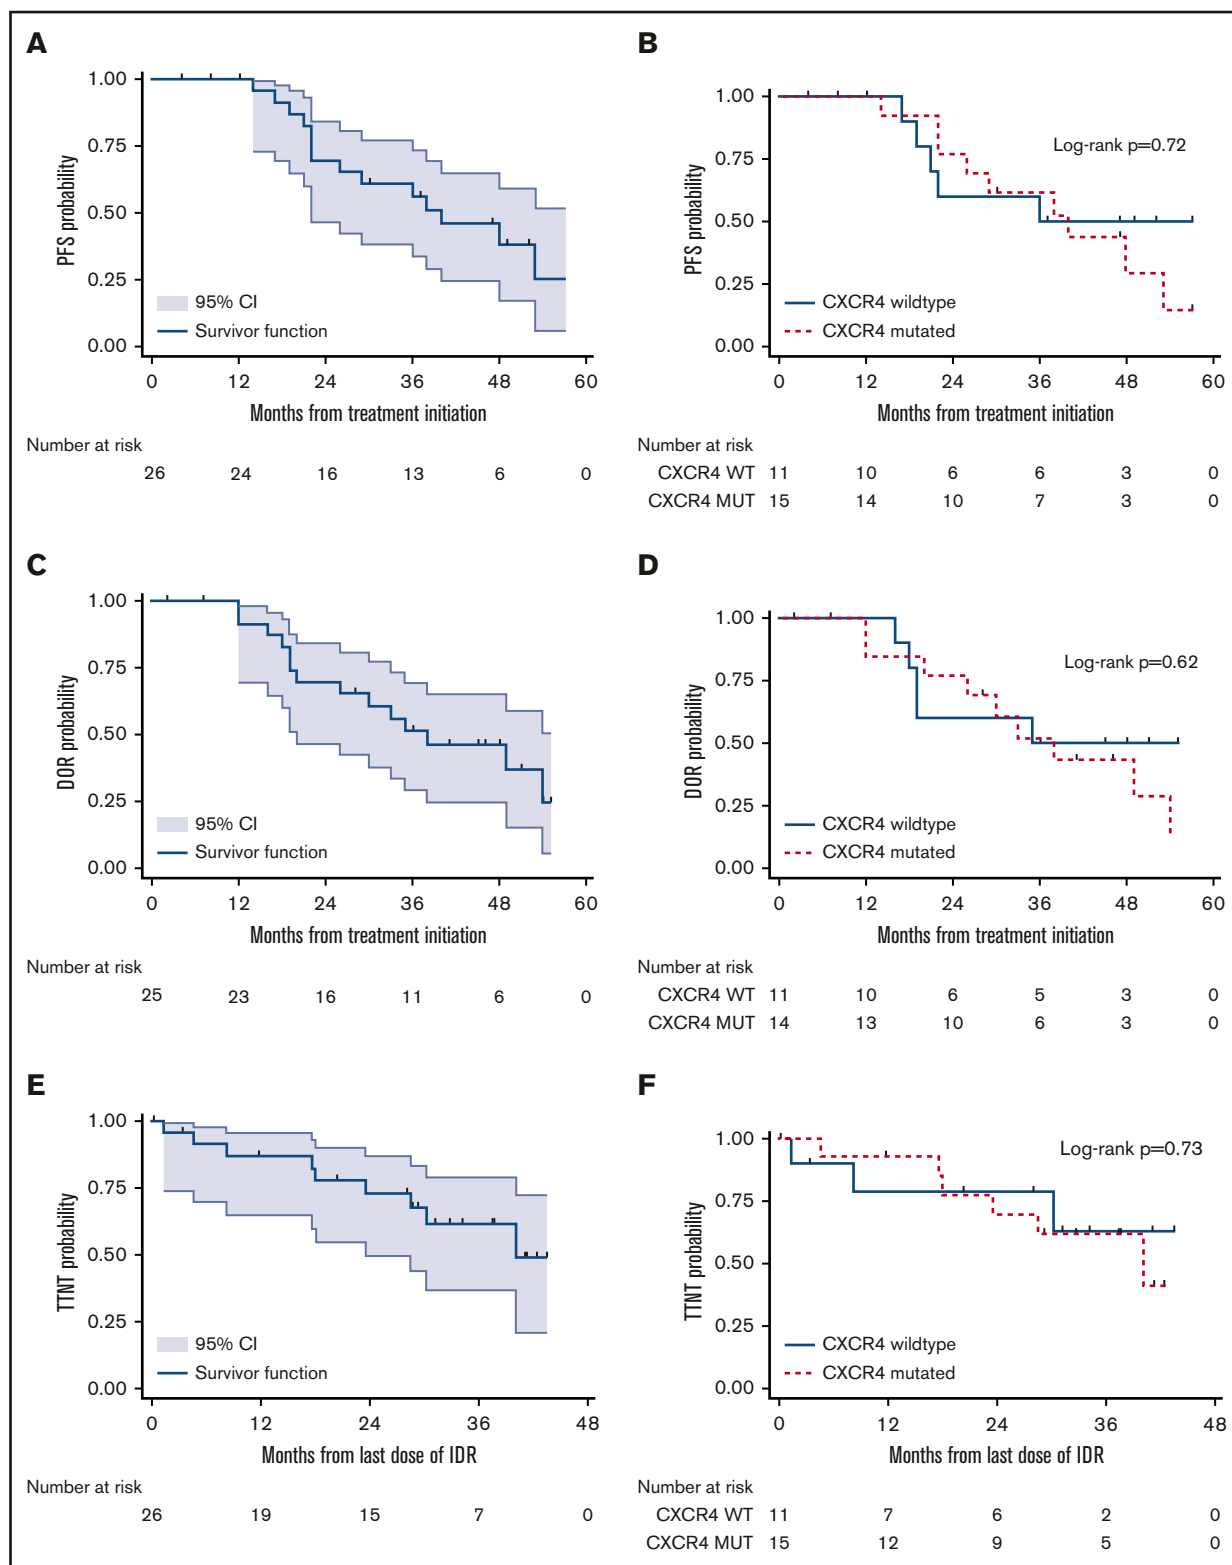 A
1.00
0.75
0.50
0.25
0.00
PFS probability
95% CI
Survivor function
0 12 24 36 48 60
Months from treatment initiation
Number at risk
26 24 16 13 6 0
B
1.00
0.75
0.50
0.25
0.00
PFS probability
Log-rank p=0.72
CXCR4 wildtype
CXCR4 mutated
0 12 24 36 48 60
Months from treatment initiation
Number at risk
CXCR4 WT 11 10 6 6 3 0
CXCR4 MUT 15 14 10 7 3 0
C
1.00
0.75
0.50
0.25
0.00
DOR probability
95% CI
Survivor function
0 12 24 36 48 60
Months from treatment initiation
Number at risk
25 23 16 11 6 0
D
1.00
0.75
0.50
0.25
0.00
DOR probability
Log-rank p=0.62
CXCR4 wildtype
CXCR4 mutated
0 12 24 36 48 60
Months from treatment initiation
Number at risk
CXCR4 WT 11 10 6 5 3 0
CXCR4 MUT 14 13 10 6 3 0
E
1.00
0.75
0.50
0.25
0.00
TTNT probability
95% CI
Survivor function
0 12 24 36 48
Months from last dose of IDR
Number at risk
26 19 15 7 0
F
1.00
0.75
0.50
0.25
0.00
TTNT probability
Log-rank p=0.73
CXCR4 wildtype
CXCR4 mutated
0 12 24 36 48
Months from last dose of IDR
Number at risk
CXCR4 WT 11 7 6 2 0
CXCR4 MUT 15 12 9 5 0